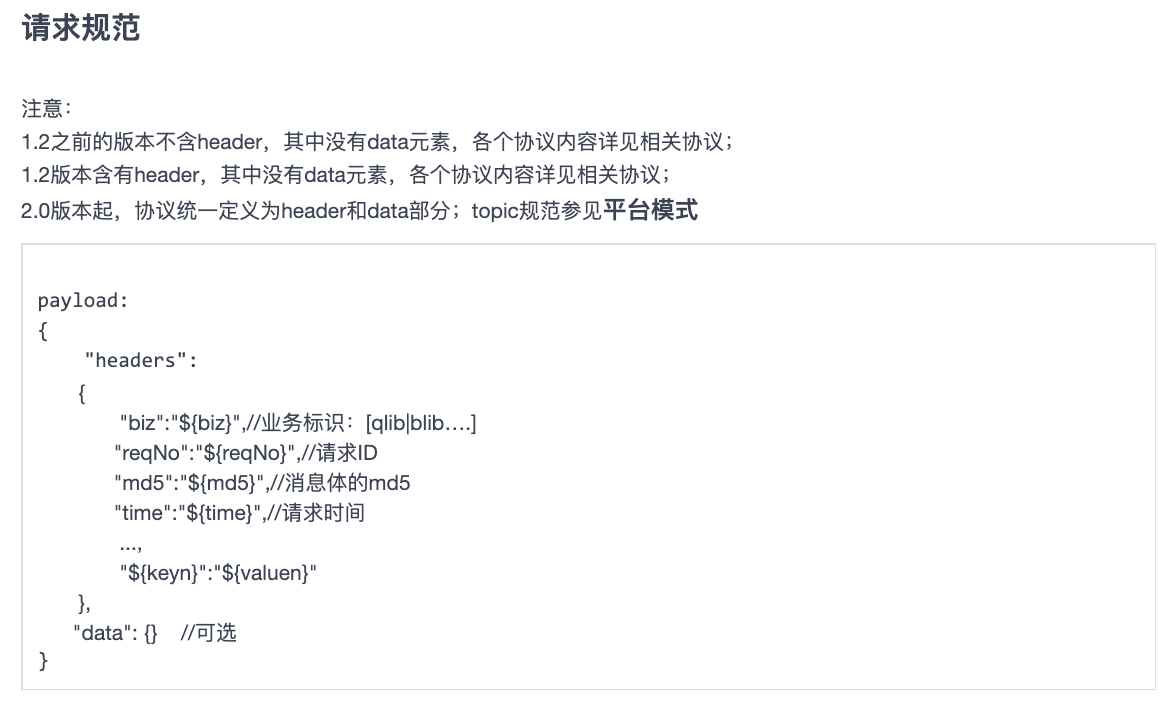 请求规范
注意：
1.2之前的版本不含header，其中没有data元素，各个协议内容详见相关协议；
1.2版本含有header，其中没有data元素，各个协议内容详见相关协议；
2.0版本起，协议统一定义为header和data部分；topic规范参见平台模式
payload:
{
"headers":
{
"biz":"${biz}",//业务标识：[qlib|blib….]
"reqNo":"${reqNo}",//请求ID
"md5":"${md5}",//消息体的md5
"time":"${time}",//请求时间
...,
"${keyn}":"${valuen}"
},
"data": {} //可选
}